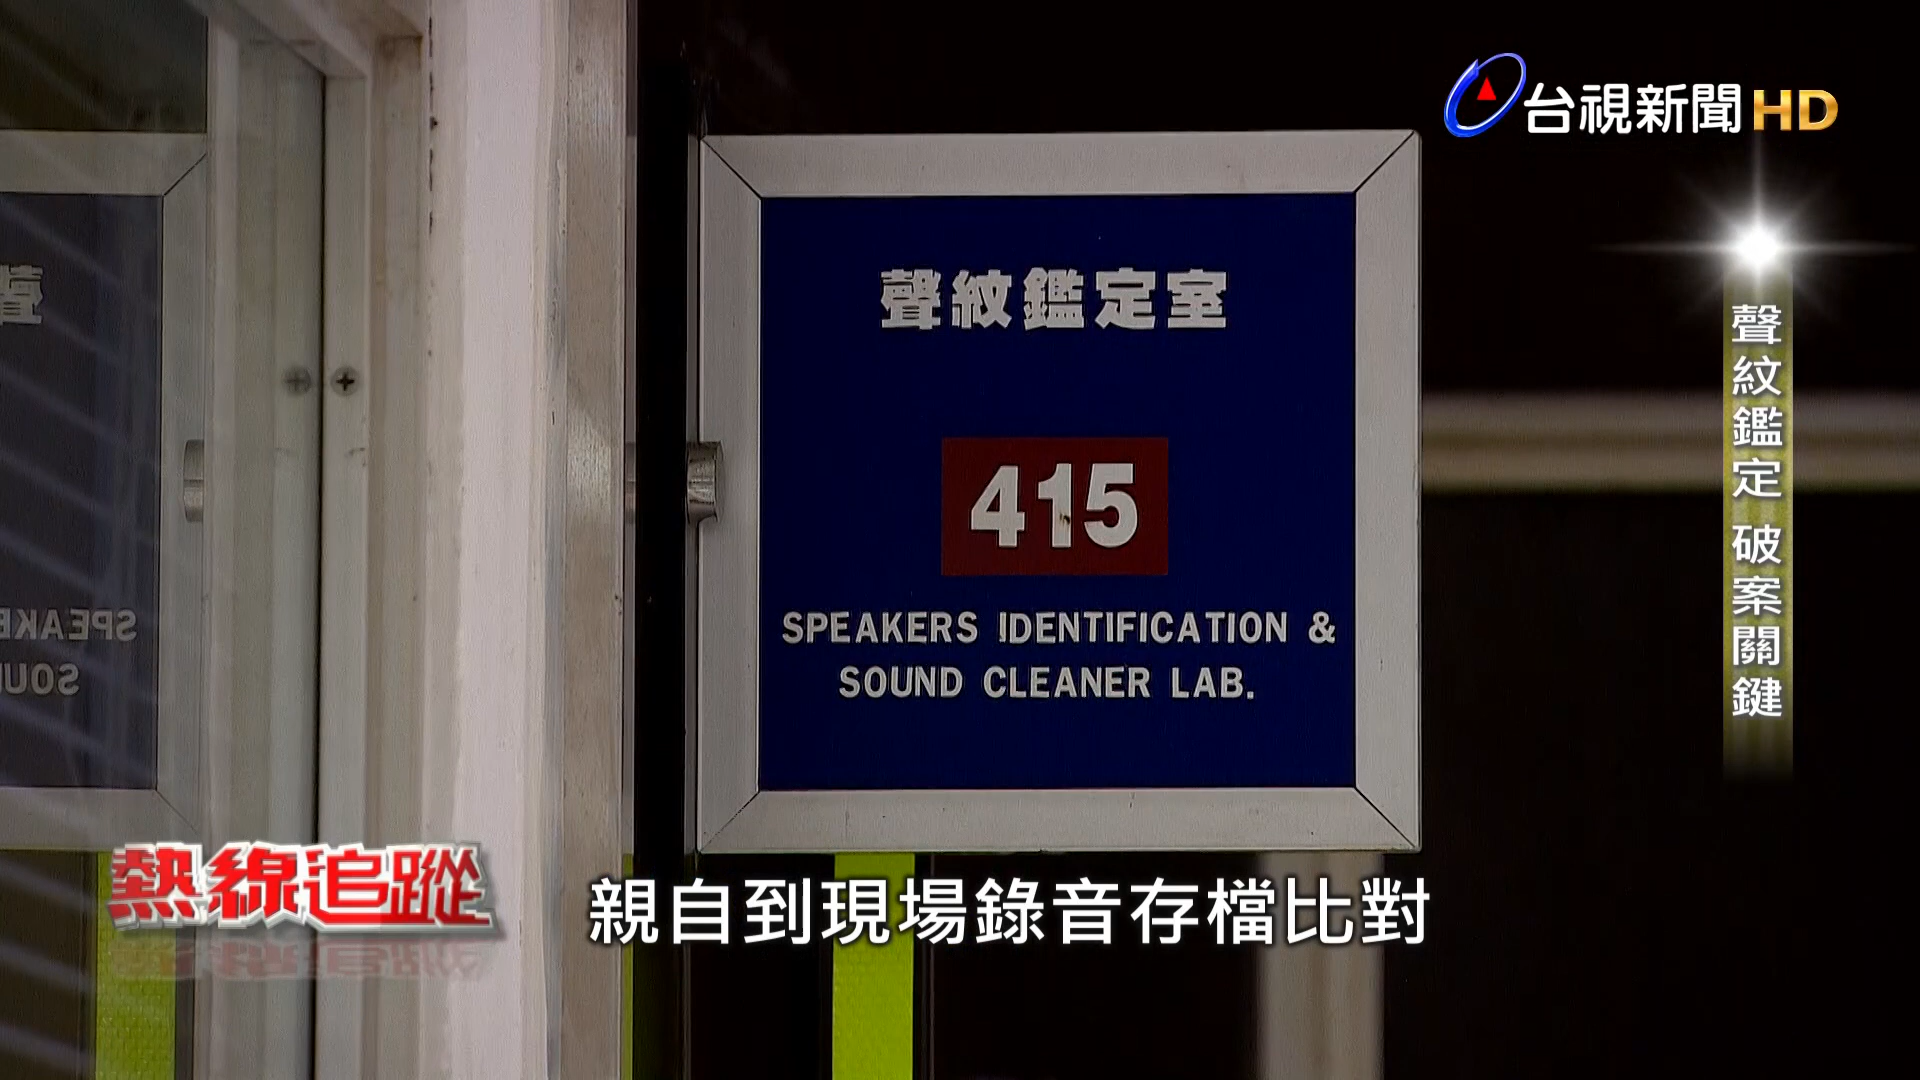 台視新聞HD
聲紋鑑定室
415
SPEAKERS IDENTIFICATION &
SOUND CLEANER LAB.
聲紋鑑定 破案關鍵
熱線追蹤
親自到現場錄音存檔比對